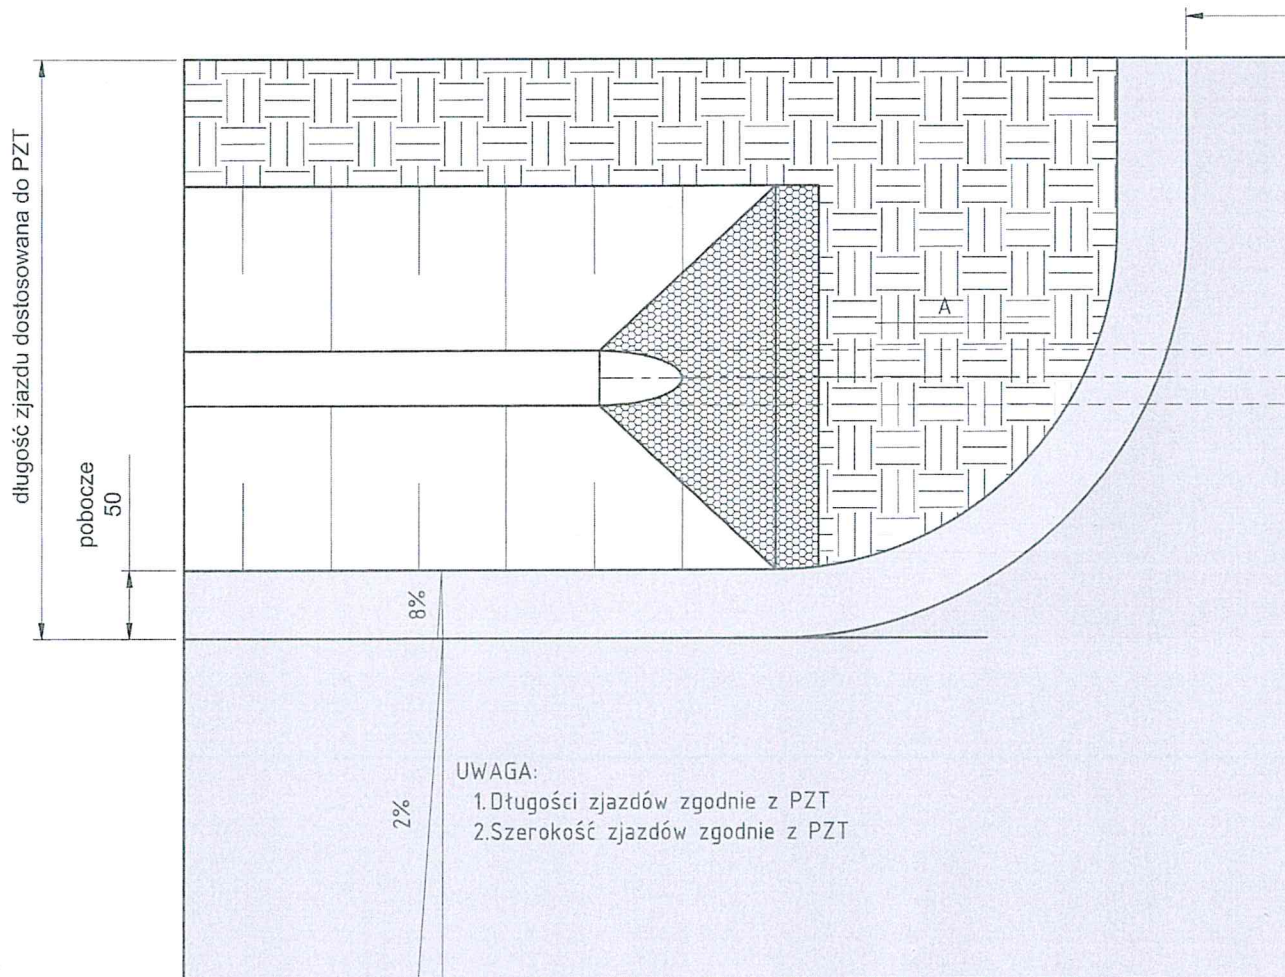 długość zjazdu dostosowana do PZT
pobocze
50
A
8%
2%
UWAGA:
1.Długości zjazdów zgodnie z PZT
2.Szerokość zjazdów zgodnie z PZT